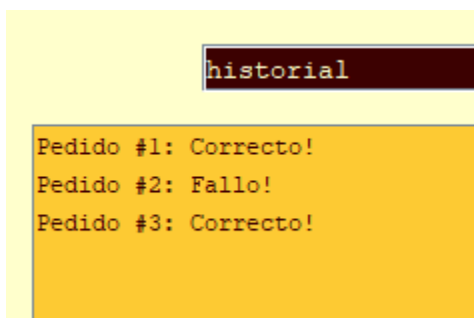 historial
Pedido #1: Correcto!
Pedido #2: Fallo!
Pedido #3: Correcto!